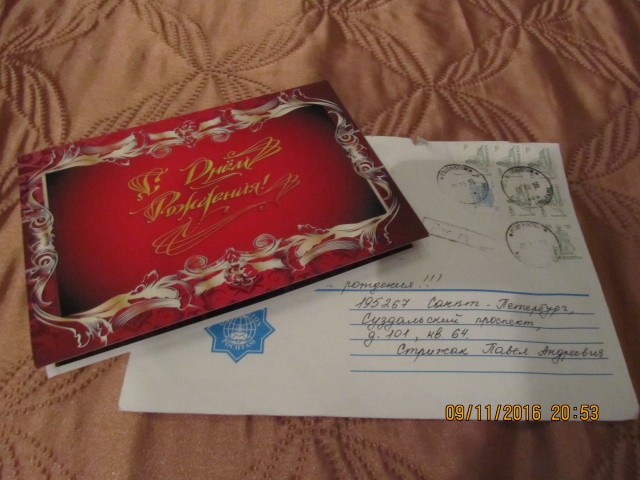 С Днём
Рождения!
рождения!!!
195267 Санкт-Петербург,
Суздальский проспект,
д. 101, кв. 64.
Стрижак Павел Андреевич
09/11/2016 20:53